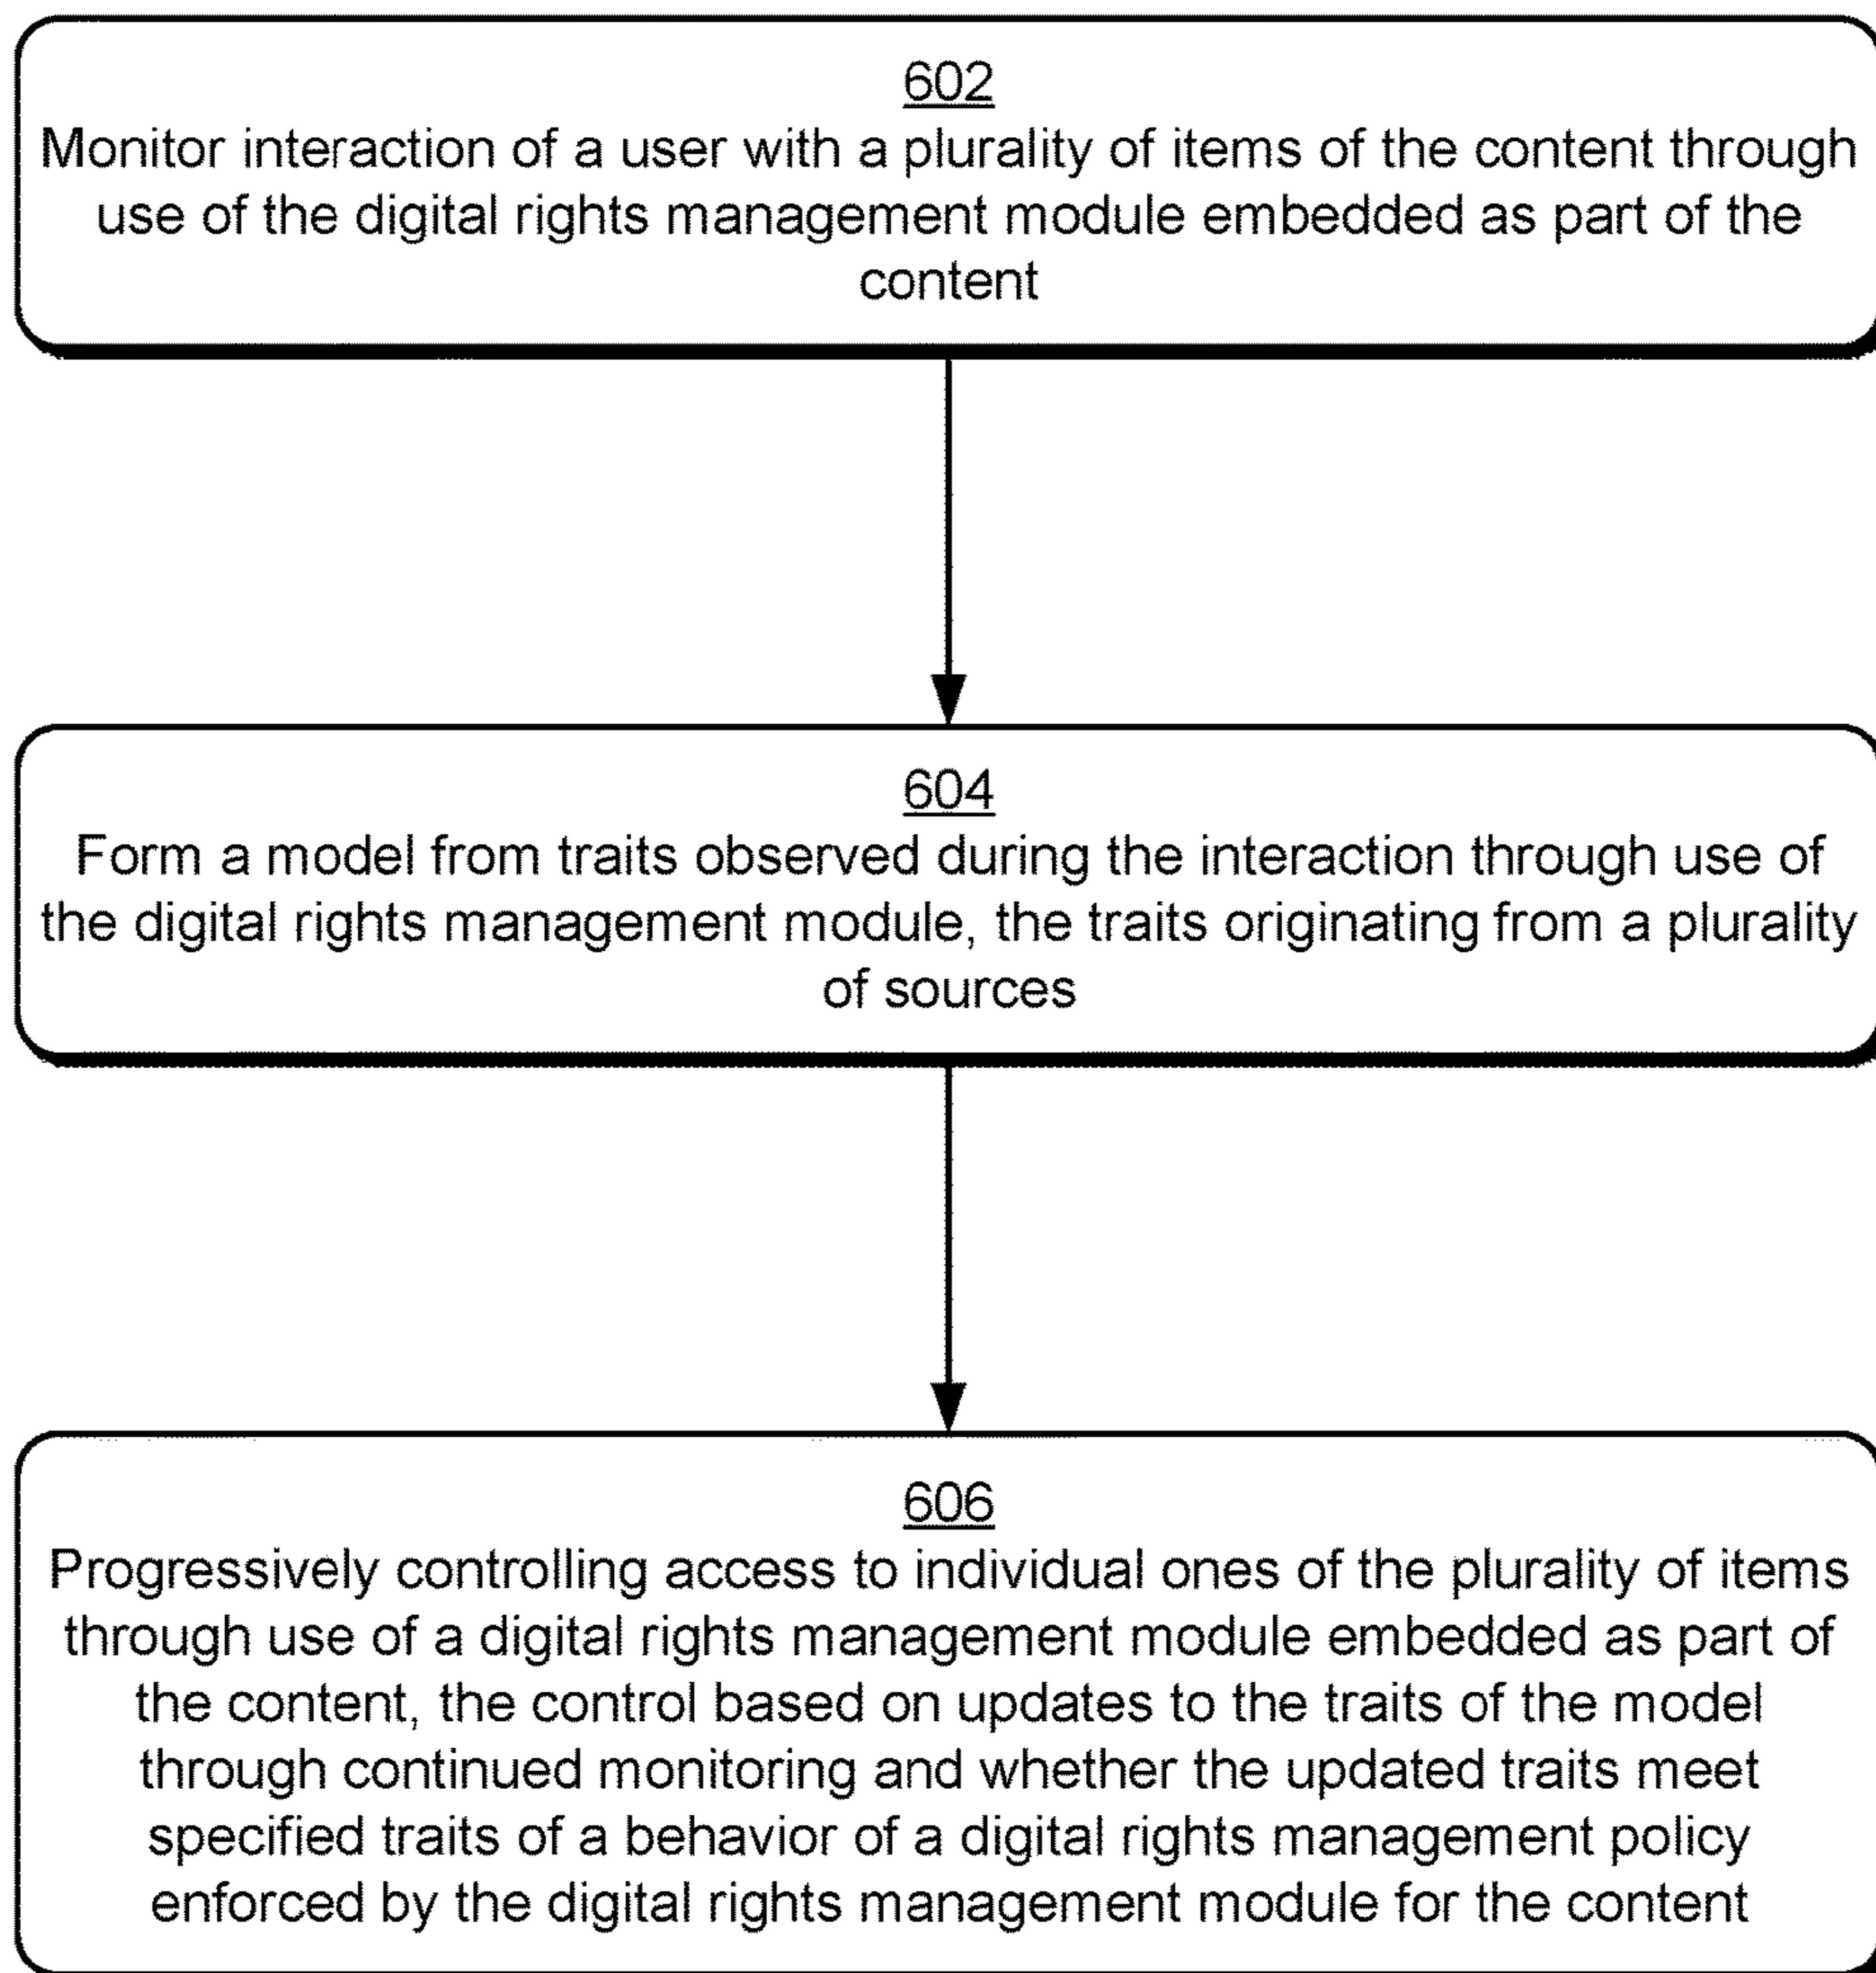 602
Monitor interaction of a user with a plurality of items of the content through
use of the digital rights management module embedded as part of the
content
604
Form a model from traits observed during the interaction through use of
the digital rights management module, the traits originating from a plurality
of sources
606
Progressively controlling access to individual ones of the plurality of items
through use of a digital rights management module embedded as part of
the content, the control based on updates to the traits of the model
through continued monitoring and whether the updated traits meet
specified traits of a behavior of a digital rights management policy
enforced by the digital rights management module for the content